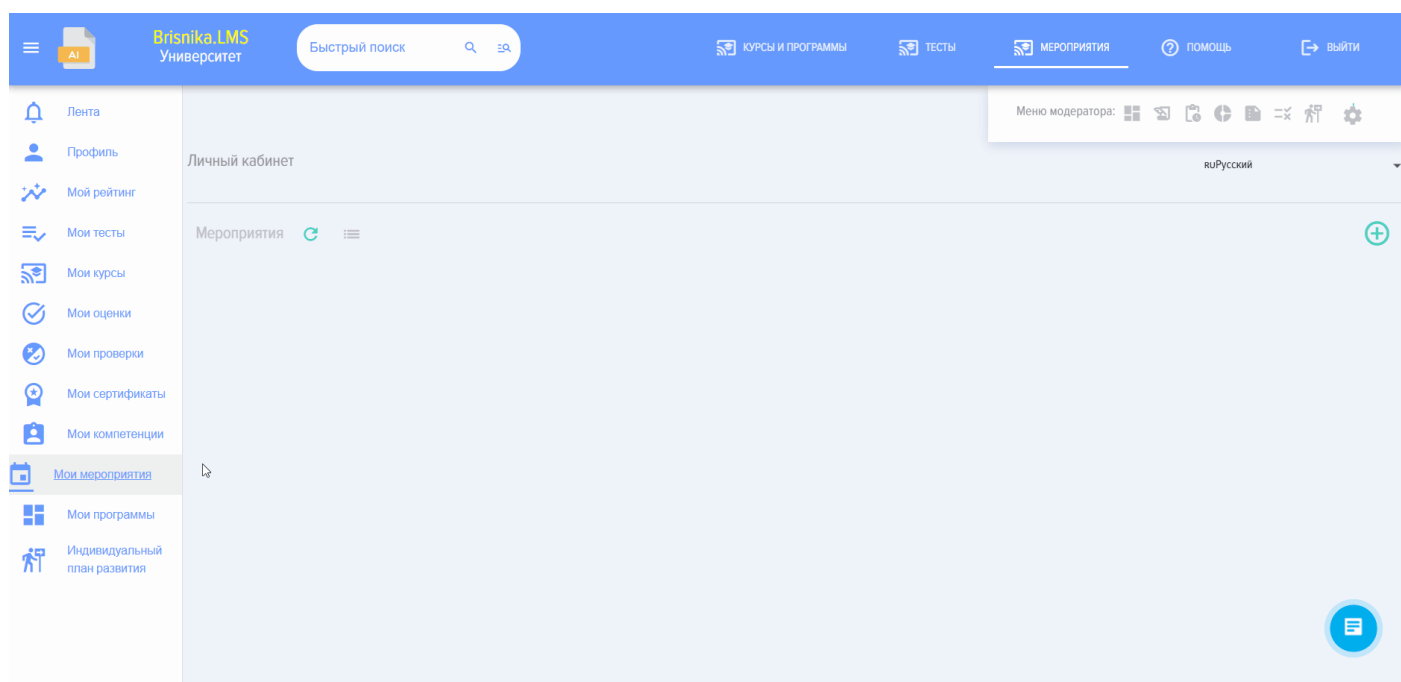 AI
Brisnika.LMS
Университет
Быстрый поиск
КУРСЫ И ПРОГРАММЫ
ТЕСТЫ
МЕРОПРИЯТИЯ
ПОМОЩЬ
ВЫЙТИ
Меню модератора:
Лента
Профиль
Мой рейтинг
Мои тесты
Мои курсы
Мои оценки
Мои проверки
Мои сертификаты
Мои компетенции
Мои мероприятия
Мои программы
Индивидуальный
план развития
Личный кабинет
RUРусский
Мероприятия